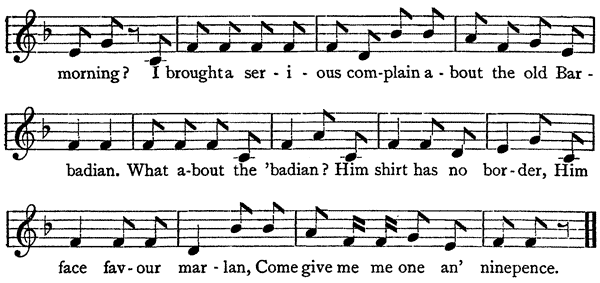 morning? I brought a ser - i - ous com-plain a - bout the old Bar -
badian. What a-bout the 'badian? Him shirt has no bor-der, Him
face fav-our mar-lan, Come give me me one an' ninepence.